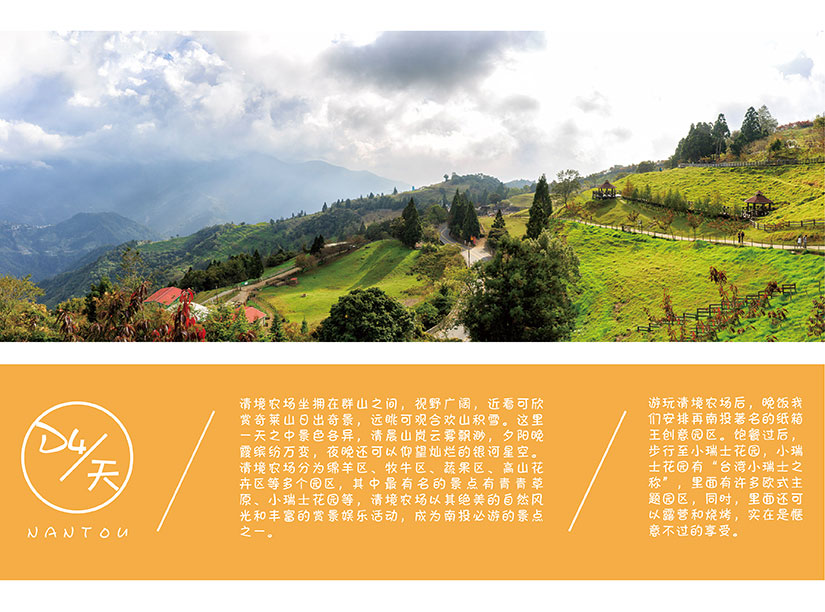 D4/天
NANTOU
清境农场坐拥在群山之间，视野广阔，近看可欣
赏奇莱山日出奇景，远眺可观合欢山积雪。这里
一天之中景色各异，清晨山岚云雾飘渺，夕阳晚
霞缤纷万变，夜晚还可以仰望灿烂的银河星空。
清境农场分为绵羊区、牧牛区、蔬果区、高山花
卉区等多个园区，其中最有名的景点有青青草
原、小瑞士花园等，清境农场以其绝美的自然风
光和丰富的赏景娱乐活动，成为南投必游的景点
之一。
游玩清境农场后，晚饭我
们安排再南投著名的纸箱
王创意园区。饱餐过后，
步行至小瑞士花园，小瑞
士花园有“台湾小瑞士之
称”，里面有许多欧式主
题园区，同时，里面还可
以露营和烧烤，实在是惬
意不过的享受。